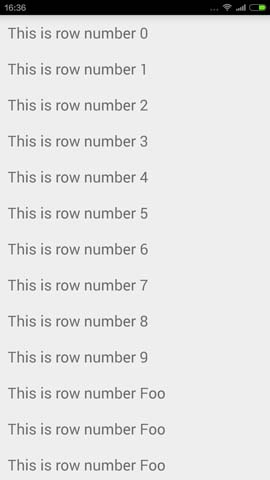 16:36
...
This is row number 0
This is row number 1
This is row number 2
This is row number 3
This is row number 4
This is row number 5
This is row number 6
This is row number 7
This is row number 8
This is row number 9
This is row number Foo
This is row number Foo
This is row number Foo